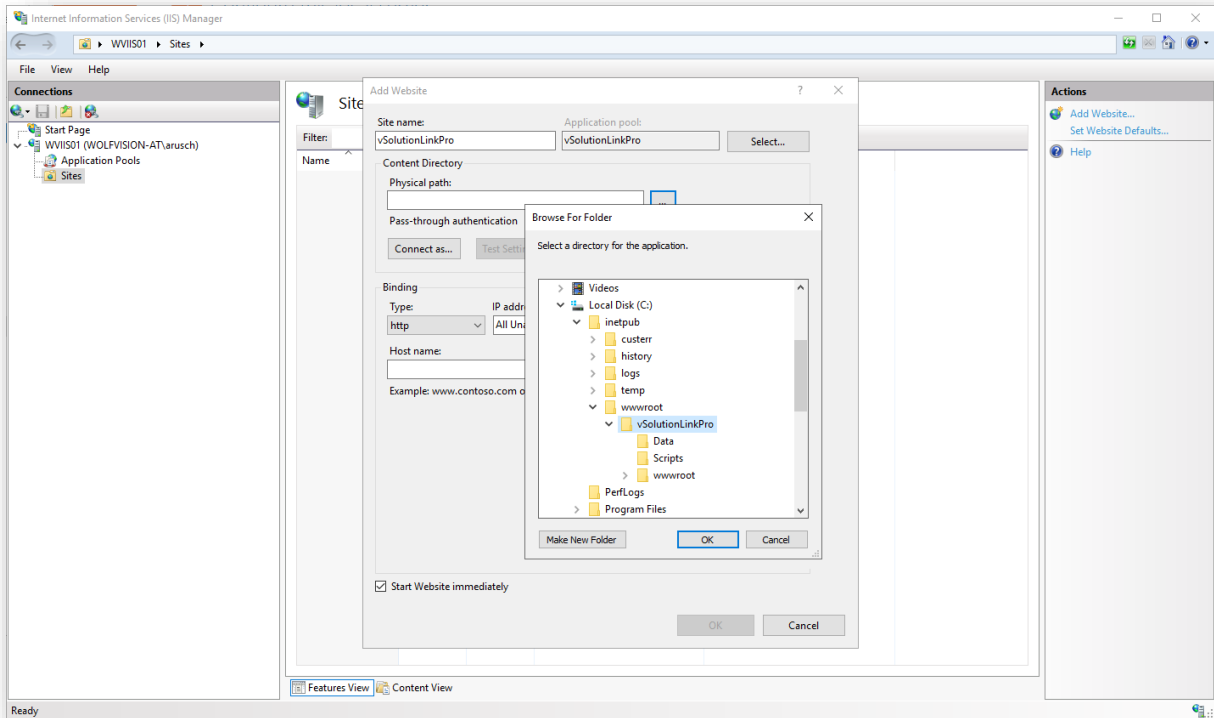 Internet Information Services (IIS) Manager
WVIIS01 Sites
File View Help
Connections
Start Page
WVIIS01 (WOLFVISION-AT\arusch)
Application Pools
Sites
Filter:
Name
Add Website ?
Site name: Application pool:
vSolutionLinkPro vSolutionLinkPro Select...
Content Directory
Physical path:
...
Pass-through authentication
Connect as...
Binding
Type:
http
Host name:
Example: www.contoso.com
Start Website immediately
OK Cancel
Browse For Folder
Select a directory for the application.
Videos
Local Disk (C:)
inetpub
custerr
history
logs
temp
wwwroot
vSolutionLinkPro
Data
Scripts
wwwroot
PerfLogs
Program Files
Make New Folder OK Cancel
Actions
Add Website...
Set Website Defaults...
Help
Features View Content View
Ready